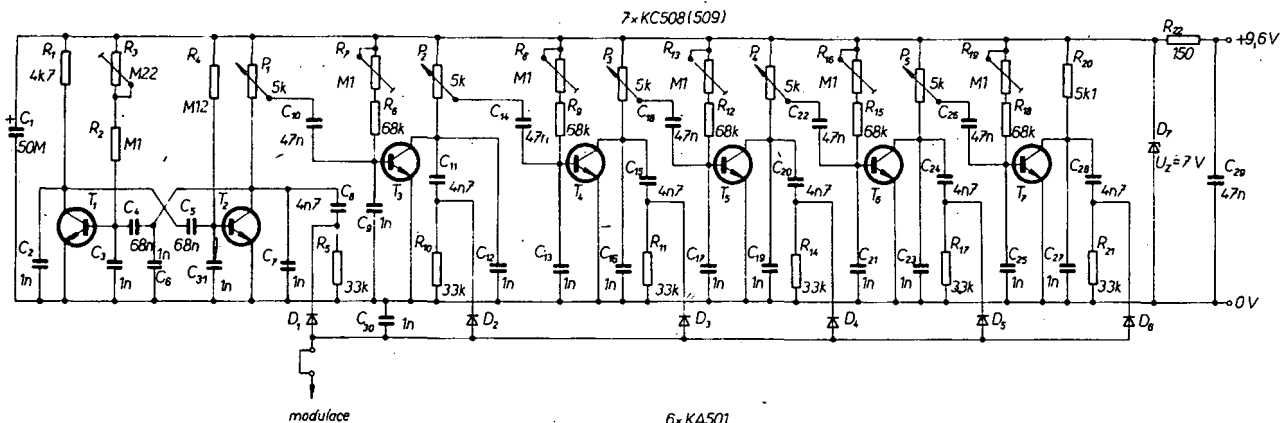 7×KC508(509)
R1 4k7
R3 M22
R4 M12
P1 5k
R7 M1
P2 5k
R8 M1
P3 5k
R13 M1
P4 5k
R16 M1
P5 5k
R19 M1
R20 5k1
R22 150
+9,6V
C1 + 50M
R2 M1
C10 47n
R6 68k
C14 47n
R9 68k
C18 47n
R12 68k
C22 47n
R15 68k
C26 47n
R18 68k
D7 UZ=7V
C29 47n
T1
C4 68n
C5 68n
T2
C8 4n7
T3
C11 4n7
T4
C15 4n7
T5
C20 4n7
T6
C24 4n7
T7
C28 4n7
C2 1n
C3 1n
C6 1n
C31 1n
C7 1n
R5 33k
C9 1n
R10 33k
C12 1n
C13 1n
C16 1n
R11 33k
C17 1n
C19 1n
R14 33k
C21 1n
C23 1n
R17 33k
C25 1n
C27 1n
R21 33k
0V
D1
C30 1n
D2
D3
D4
D5
D6
modulace
6×KA501